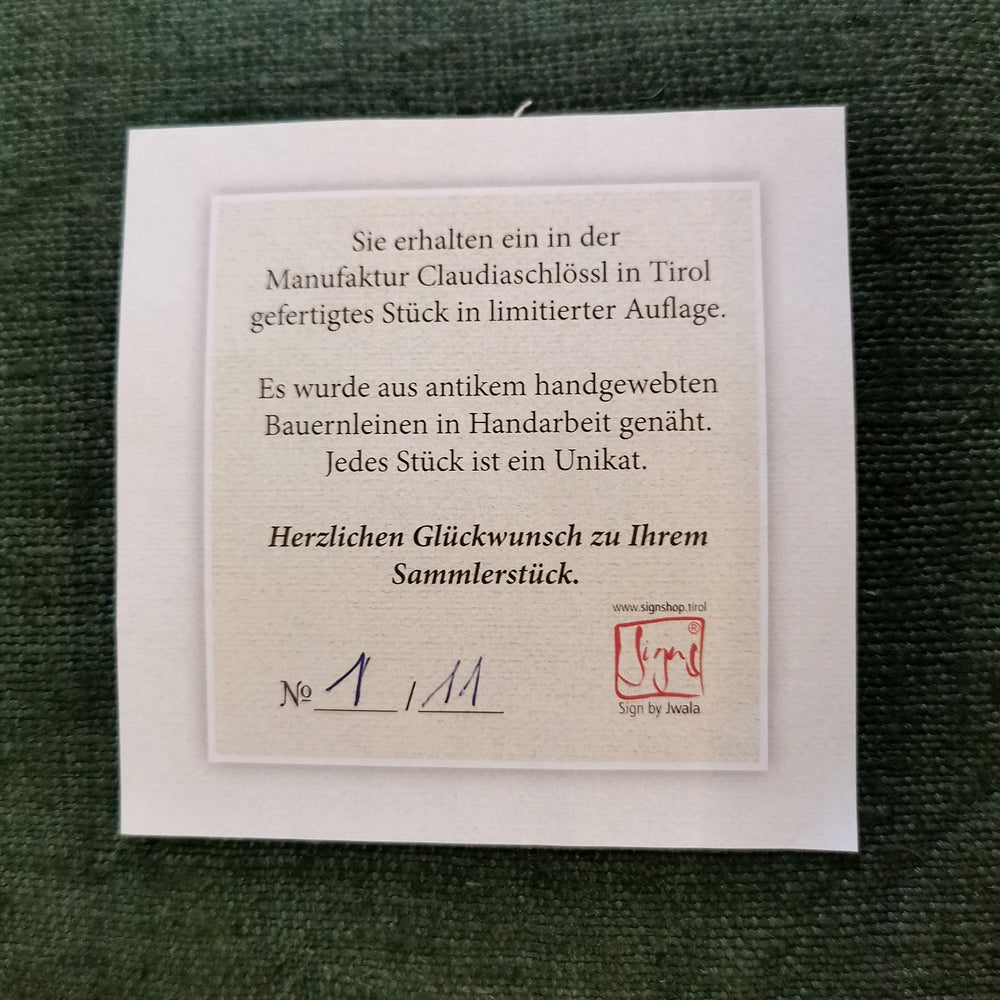 Sie erhalten ein in der
Manufaktur Claudiaschlössl in Tirol
gefertigtes Stück in limitierter Auflage.
Es wurde aus antikem handgewebten
Bauernleinen in Handarbeit genäht.
Jedes Stück ist ein Unikat.
Herzlichen Glückwunsch zu Ihrem
Sammlerstück.
www.signshop.tirol
Signs ®
Sign by Jwala
№ 1 / 11